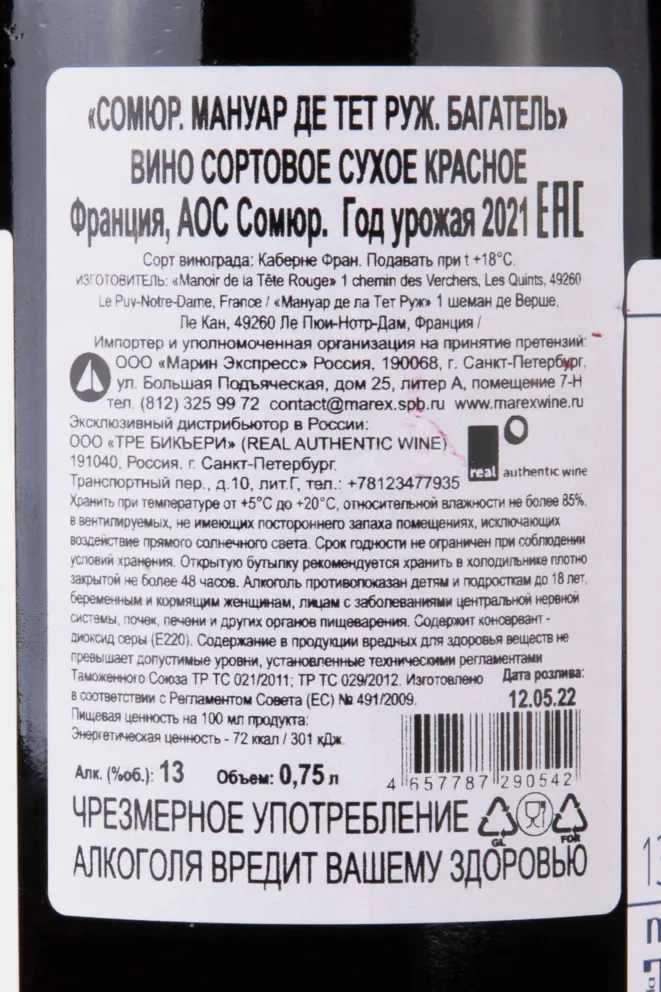 «СОМЮР. МАНУАР ДЕ ТЕТ РУЖ. БАГАТЕЛЬ»
ВИНО СОРТОВОЕ СУХОЕ КРАСНОЕ
Франция, АОС Сомюр. Год урожая 2021 ЕАС
Сорт винограда: Каберне Фран. Подавать при t +18°C.
ИЗГОТОВИТЕЛЬ: «Manoir de la Tête Rouge» 1 chemin des Verchers, Les Quints, 49260
Le Puy-Notre-Dame, France / «Мануар де ла Тет Руж» 1 шеман де Верше,
Ле Кан, 49260 Ле Пюи-Нотр-Дам, Франция /
Импортер и уполномоченная организация на принятие претензий:
ООО «Марин Экспресс» Россия, 190068, г. Санкт-Петербург,
ул. Большая Подъяческая, дом 25, литер А, помещение 7-Н
тел. (812) 325 99 72 contact@marex.spb.ru www.marexwine.ru
Эксклюзивный дистрибьютор в России:
ООО «ТРЕ БИКЪЕРИ» (REAL AUTHENTIC WINE)
191040, Россия, г. Санкт-Петербург,
Транспортный пер., д.10, лит.Г, тел.: +78123477935
real authentic wine
Хранить при температуре от +5°C до +20°C, относительной влажности не более 85%,
в вентилируемых, не имеющих постороннего запаха помещениях, исключающих
воздействие прямого солнечного света. Срок годности не ограничен при соблюдении
условий хранения. Открытую бутылку рекомендуется хранить в холодильнике плотно
закрытой не более 48 часов. Алкоголь противопоказан детям и подросткам до 18 лет,
беременным и кормящим женщинам, лицам с заболеваниями центральной нервной
системы, почек, печени и других органов пищеварения. Содержит консервант -
диоксид серы (Е220). Содержание в продукции вредных для здоровья веществ не
превышает допустимые уровни, установленные техническими регламентами
Таможенного Союза ТР ТС 021/2011; ТР ТС 029/2012. Изготовлено
в соответствии с Регламентом Совета (ЕС) № 491/2009.
Дата розлива:
12.05.22
Пищевая ценность на 100 мл продукта:
Энергетическая ценность - 72 ккал / 301 кДж.
Алк. (%об.): 13 Объем: 0,75 л
4 657787 290542
ЧРЕЗМЕРНОЕ УПОТРЕБЛЕНИЕ
GL FOR
АЛКОГОЛЯ ВРЕДИТ ВАШЕМУ ЗДОРОВЬЮ